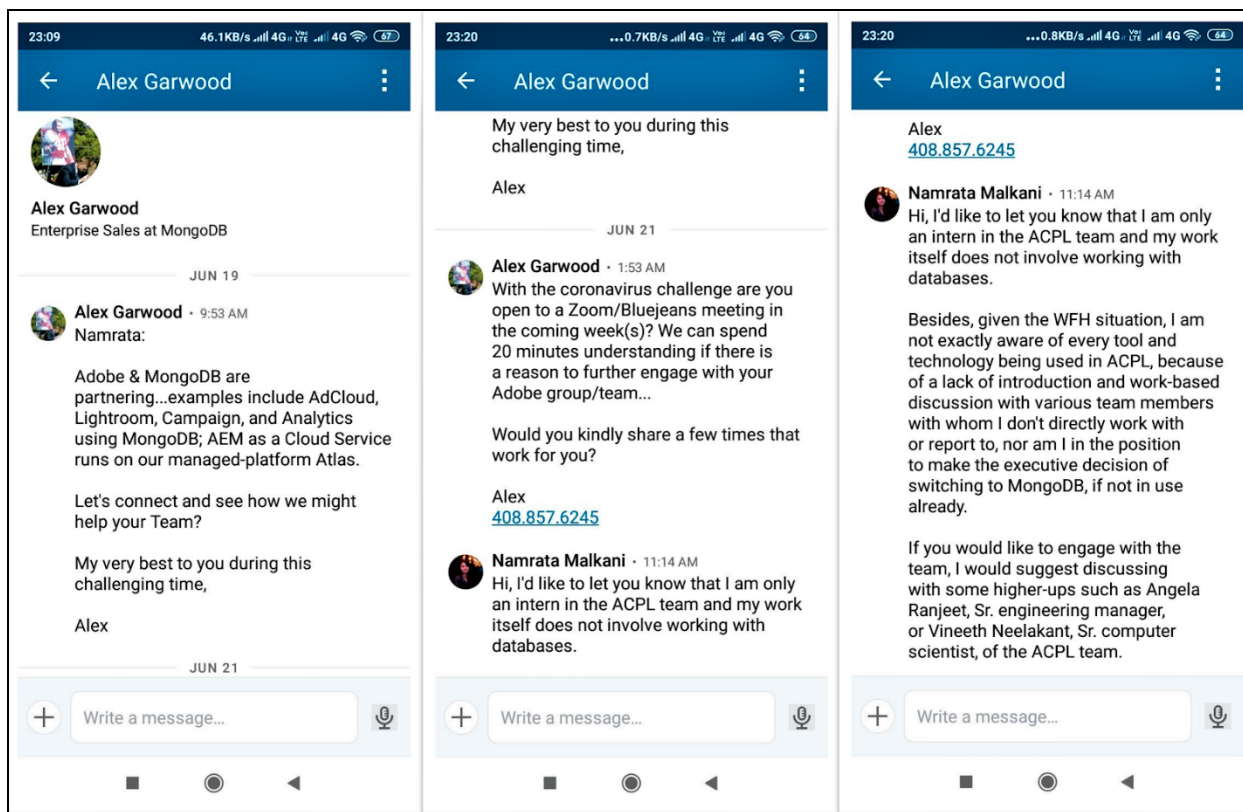 23:09
46.1KB/s 4G VoLTE 4G 67
Alex Garwood
Alex Garwood
Enterprise Sales at MongoDB
JUN 19
Alex Garwood • 9:53 AM
Namrata:
Adobe & MongoDB are
partnering...examples include AdCloud,
Lightroom, Campaign, and Analytics
using MongoDB; AEM as a Cloud Service
runs on our managed-platform Atlas.
Let's connect and see how we might
help your Team?
My very best to you during this
challenging time,
Alex
JUN 21
Write a message...
23:20
...0.7KB/s 4G VoLTE 4G 64
Alex Garwood
My very best to you during this
challenging time,
Alex
JUN 21
Alex Garwood • 1:53 AM
With the coronavirus challenge are you
open to a Zoom/Bluejeans meeting in
the coming week(s)? We can spend
20 minutes understanding if there is
a reason to further engage with your
Adobe group/team...
Would you kindly share a few times that
work for you?
Alex
408.857.6245
Namrata Malkani • 11:14 AM
Hi, I'd like to let you know that I am only
an intern in the ACPL team and my work
itself does not involve working with
databases.
Write a message...
23:20
...0.8KB/s 4G VoLTE 4G 64
Alex Garwood
Alex
408.857.6245
Namrata Malkani • 11:14 AM
Hi, I'd like to let you know that I am only
an intern in the ACPL team and my work
itself does not involve working with
databases.
Besides, given the WFH situation, I am
not exactly aware of every tool and
technology being used in ACPL, because
of a lack of introduction and work-based
discussion with various team members
with whom I don't directly work with
or report to, nor am I in the position
to make the executive decision of
switching to MongoDB, if not in use
already.
If you would like to engage with the
team, I would suggest discussing
with some higher-ups such as Angela
Ranjeet, Sr. engineering manager,
or Vineeth Neelakant, Sr. computer
scientist, of the ACPL team.
Write a message...